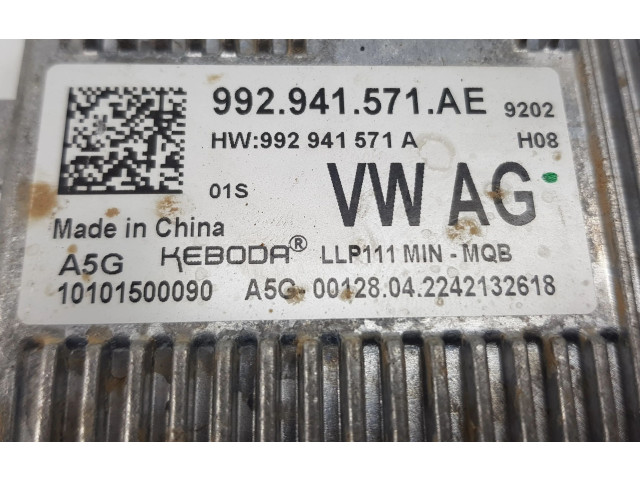 992.941.571.AE 9202
HW:992 941 571 A H08
01S VW AG
Made in China
A5G KEBODA® LLP111 MIN - MQB
10101500090 A5G-00128.04.2242132618